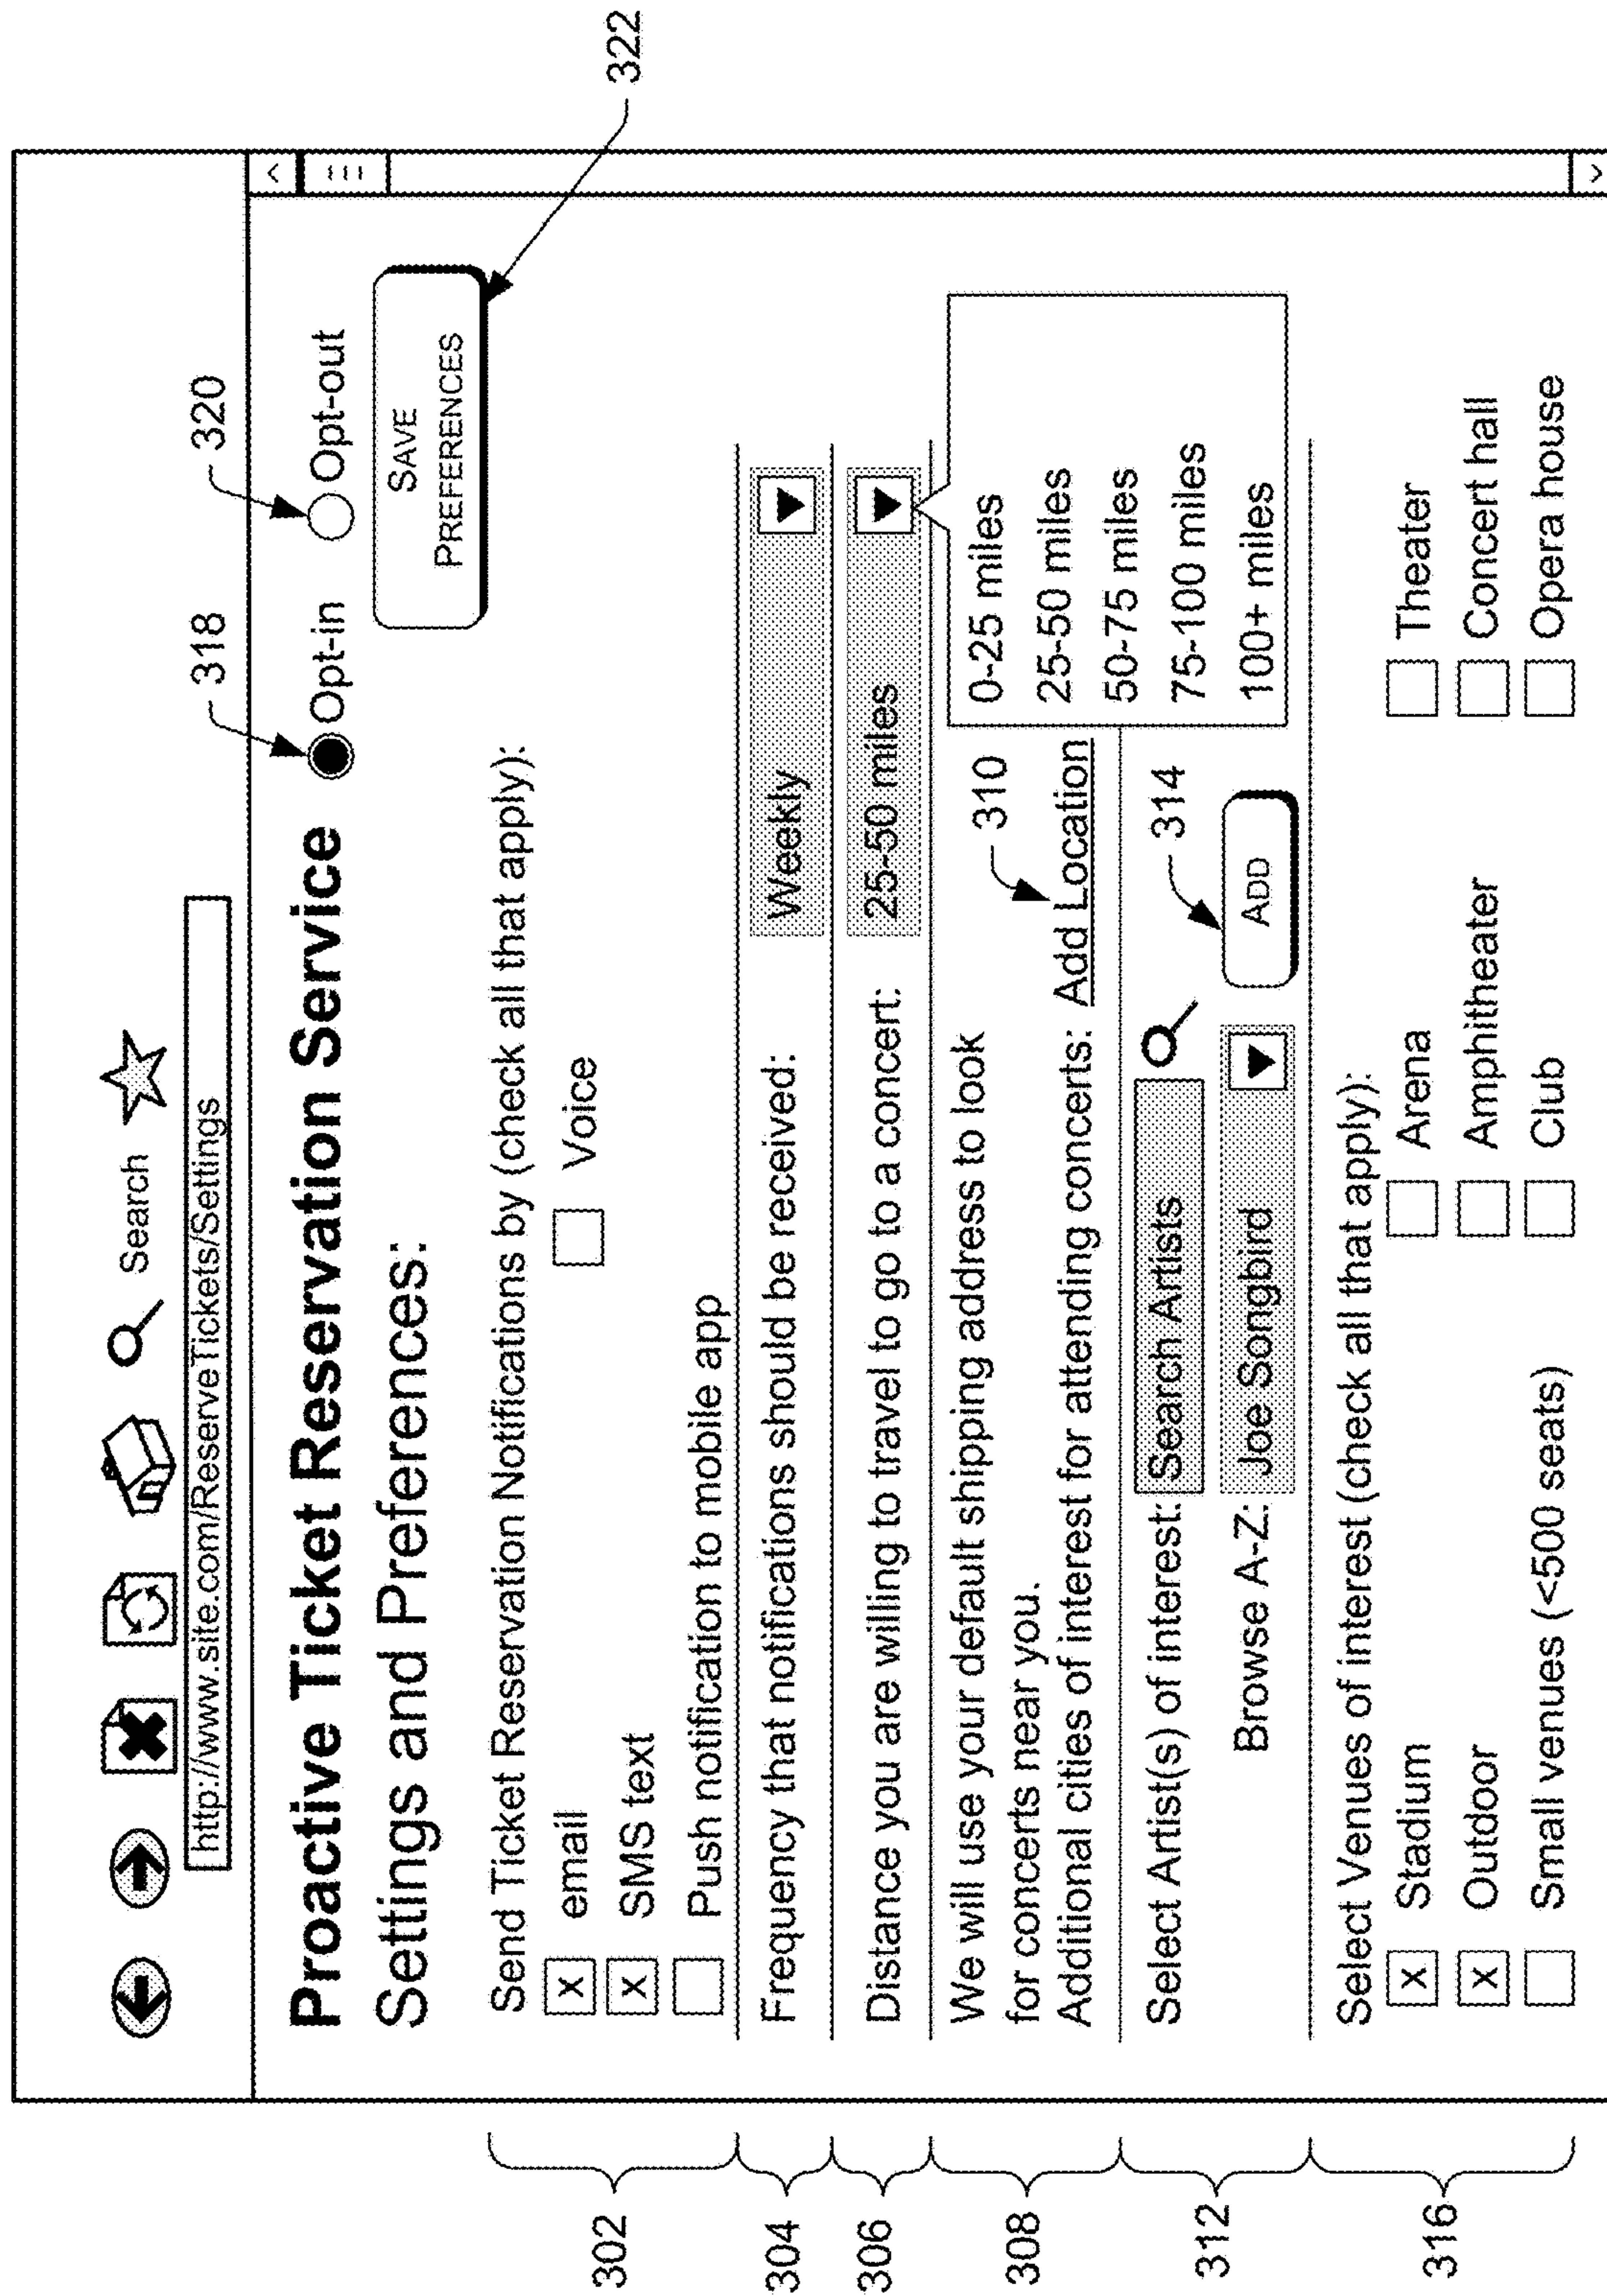 Search
http://www.site.com/ReserveTickets/Settings
318
320
Proactive Ticket Reservation Service
Opt-in
Opt-out
Settings and Preferences:
SAVE
PREFERENCES
322
302
Send Ticket Reservation Notifications by (check all that apply):
x email
Voice
x SMS text
Push notification to mobile app
304
Frequency that notifications should be received:
Weekly
306
Distance you are willing to travel to go to a concert:
25-50 miles
0-25 miles
25-50 miles
50-75 miles
75-100 miles
100+ miles
308
We will use your default shipping address to look
for concerts near you.
310
Additional cities of interest for attending concerts: Add Location
312
Select Artist(s) of interest: Search Artists
314
Browse A-Z: Joe Songbird
ADD
316
Select Venues of interest (check all that apply):
x Stadium
Arena
Theater
x Outdoor
Amphitheater
Concert hall
Small venues (<500 seats)
Club
Opera house